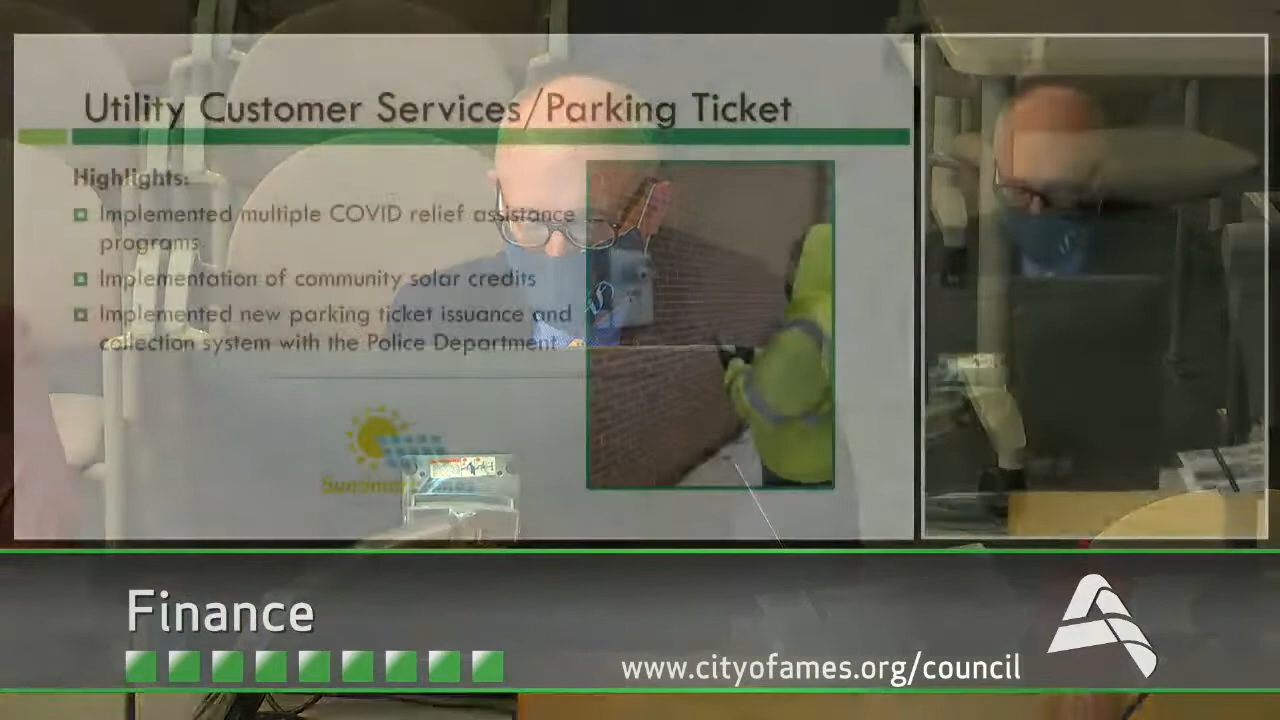 Utility Customer Services/Parking Ticket
Highlights:
Implemented multiple COVID relief assistance
programs
Implementation of community solar credits
Implemented new parking ticket issuance and
collection system with the Police Department
Finance
www.cityofames.org/council